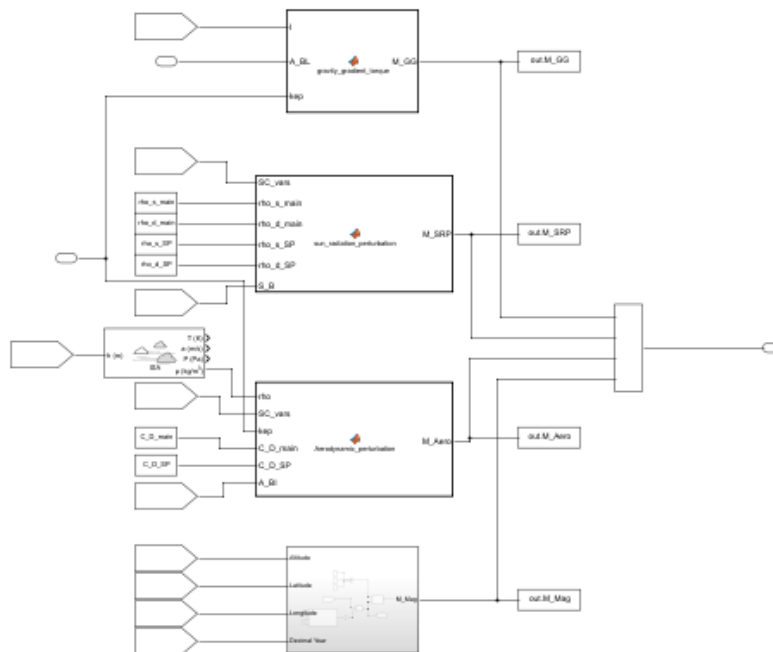 I
A_BL
kep
M_GG
gravity_gradient_torque
out.M_GG
SC_vars
rho_s_main
rho_s_main
rho_d_main
rho_d_main
rho_s_SP
rho_s_SP
rho_d_SP
rho_d_SP
S_B
M_SRP
sun_radiation_perturbation
out.M_SRP
h (m)
T (K)
a (m/s)
P (Pa)
ρ (kg/m³)
ISA
rho
SC_vars
kep
C_D_main
C_D_main
C_D_SP
C_D_SP
A_Bl
M_Aero
Aerodynamic_perturbation
out.M_Aero
Altitude
Latitude
Longitude
Decimal Year
M_Mag
out.M_Mag